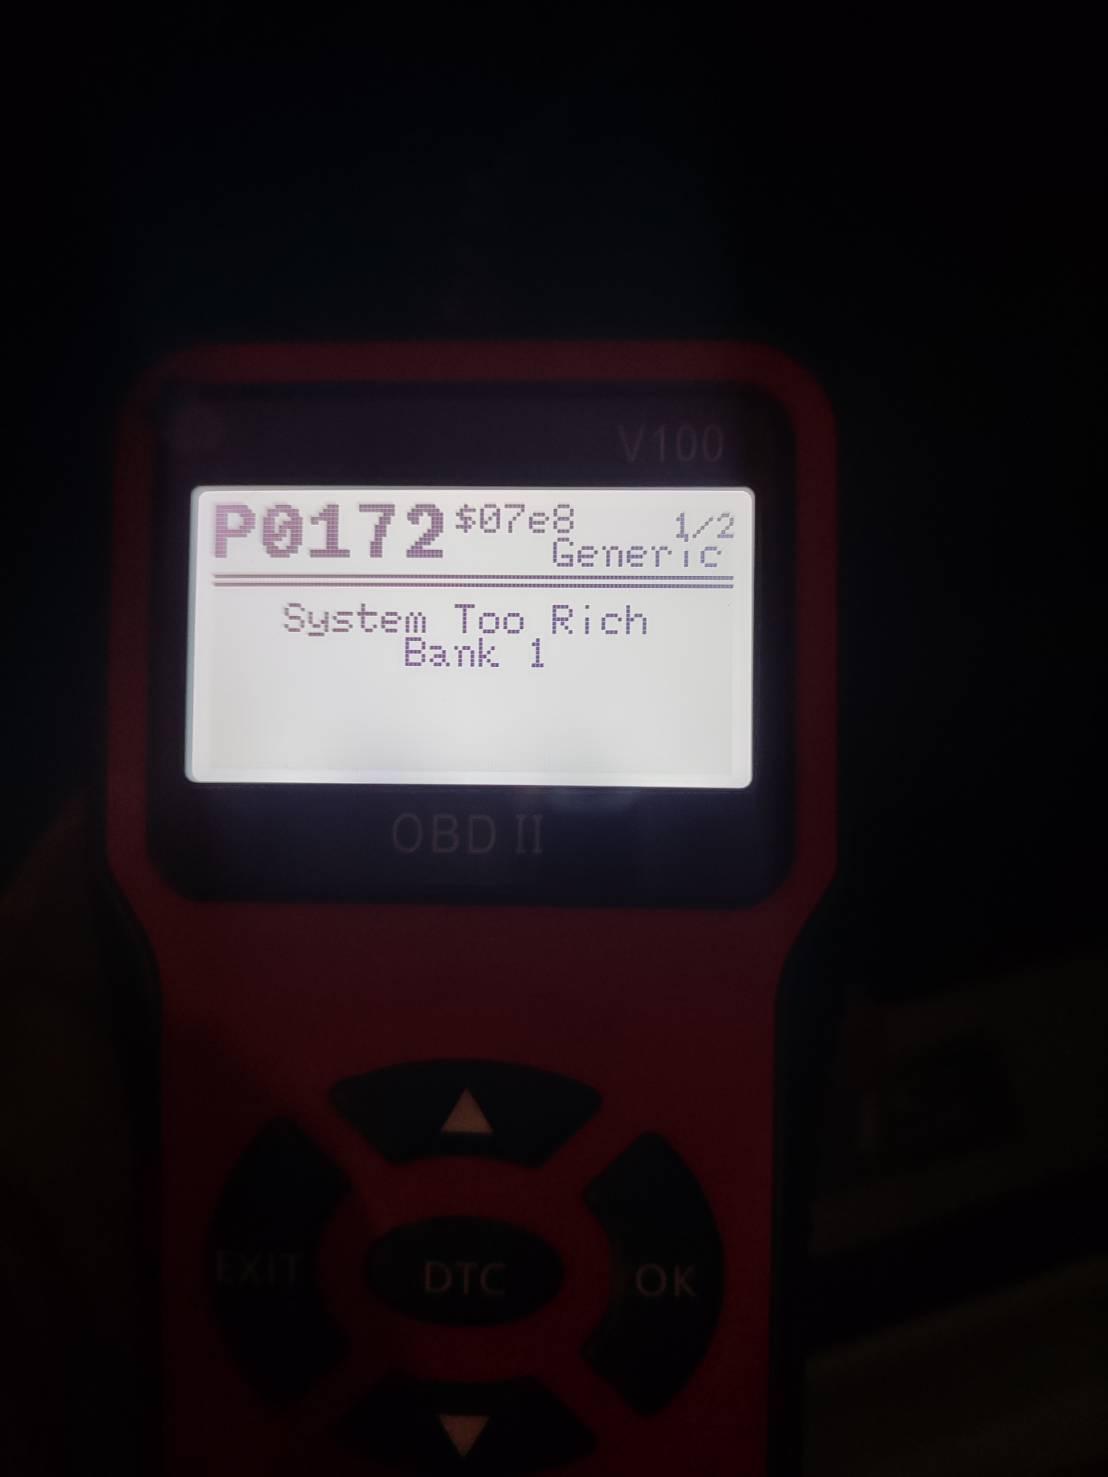 V100
P0172 $07e8 1/2
Generic
System Too Rich
Bank 1
OBD II
EXIT DTC OK